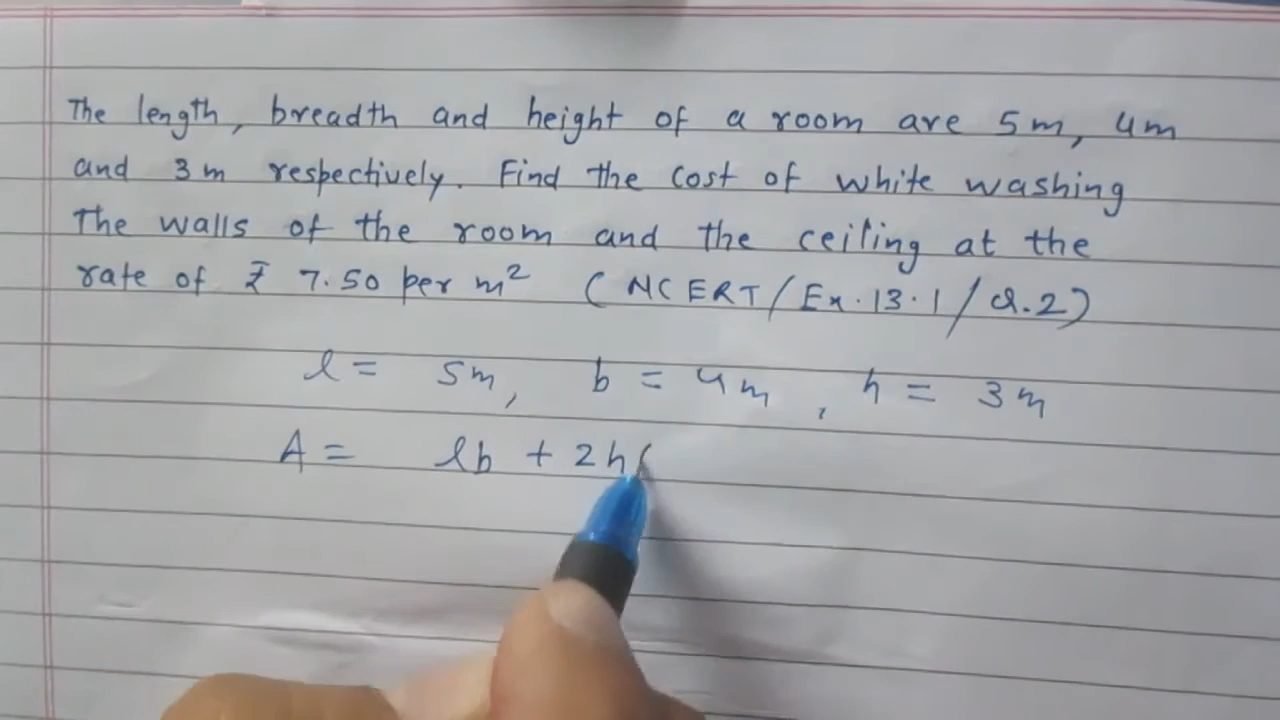 The length, breadth and height of a room are 5m, 4m
and 3m respectively. Find the cost of white washing
The walls of the room and the ceiling at the
rate of ₹ 7.50 per m² (NCERT/Ex.13.1/Q.2)
l = 5m, b = 4m, h = 3m
A = lb + 2h(